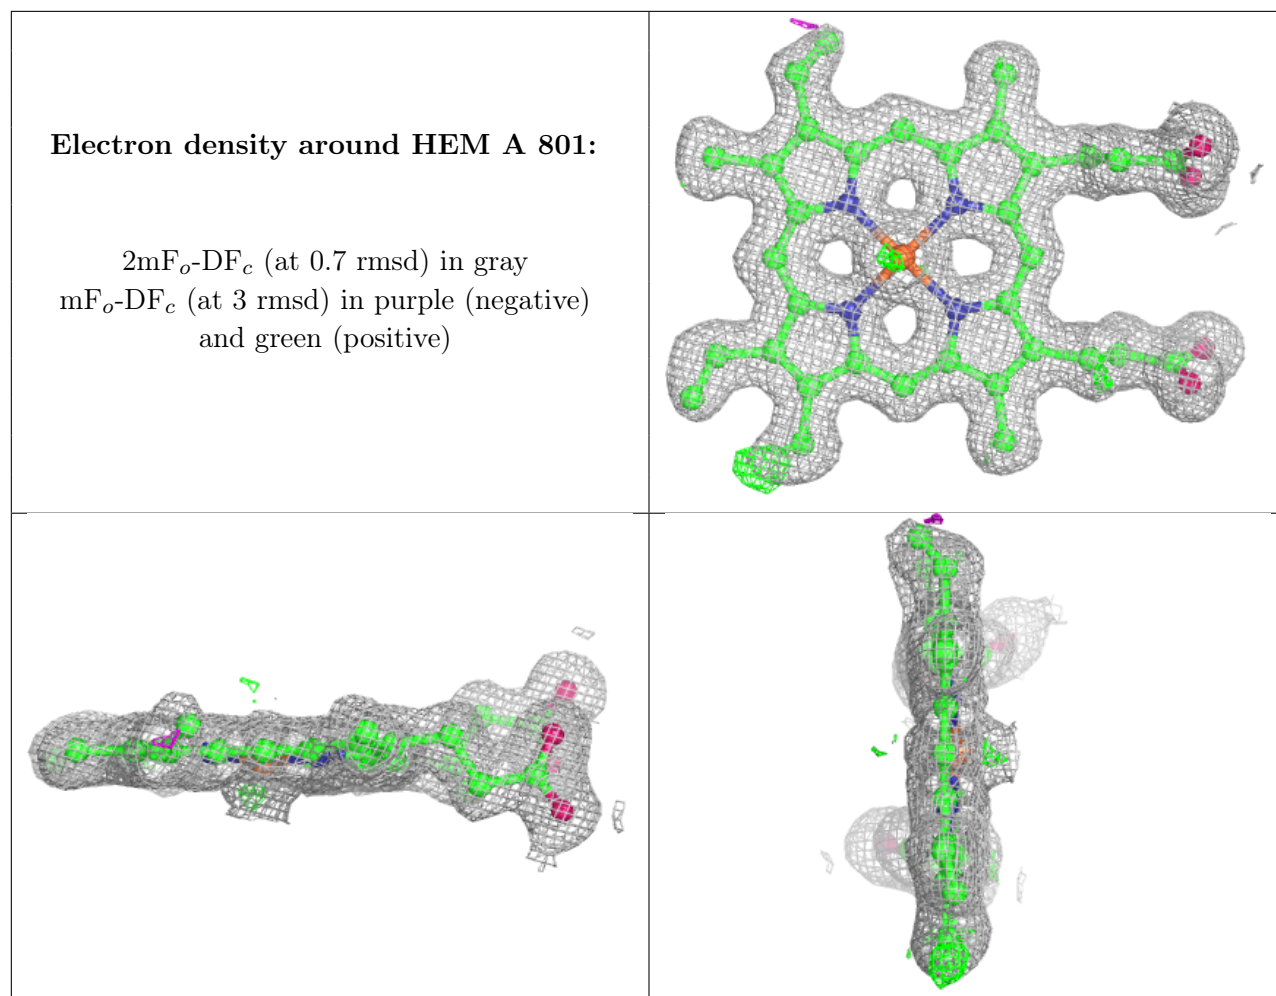 Electron density around HEM A 801:
2mFo-DFc (at 0.7 rmsd) in gray
mFo-DFc (at 3 rmsd) in purple (negative)
and green (positive)